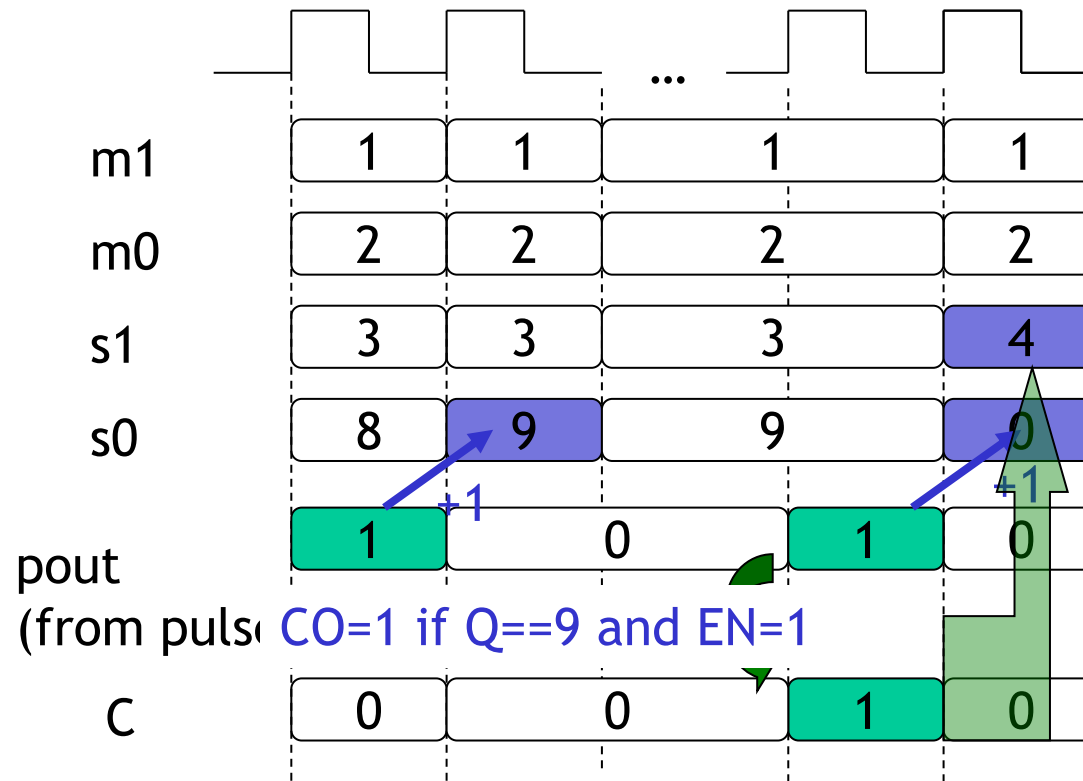 ...
m1 1 1 1 1
m0 2 2 2 2
s1 3 3 3 4
s0 8 9 9 0
+1 +1
1 0 1 0
pout
(from CO=1 if Q==9 and EN=1
C 0 0 1 0